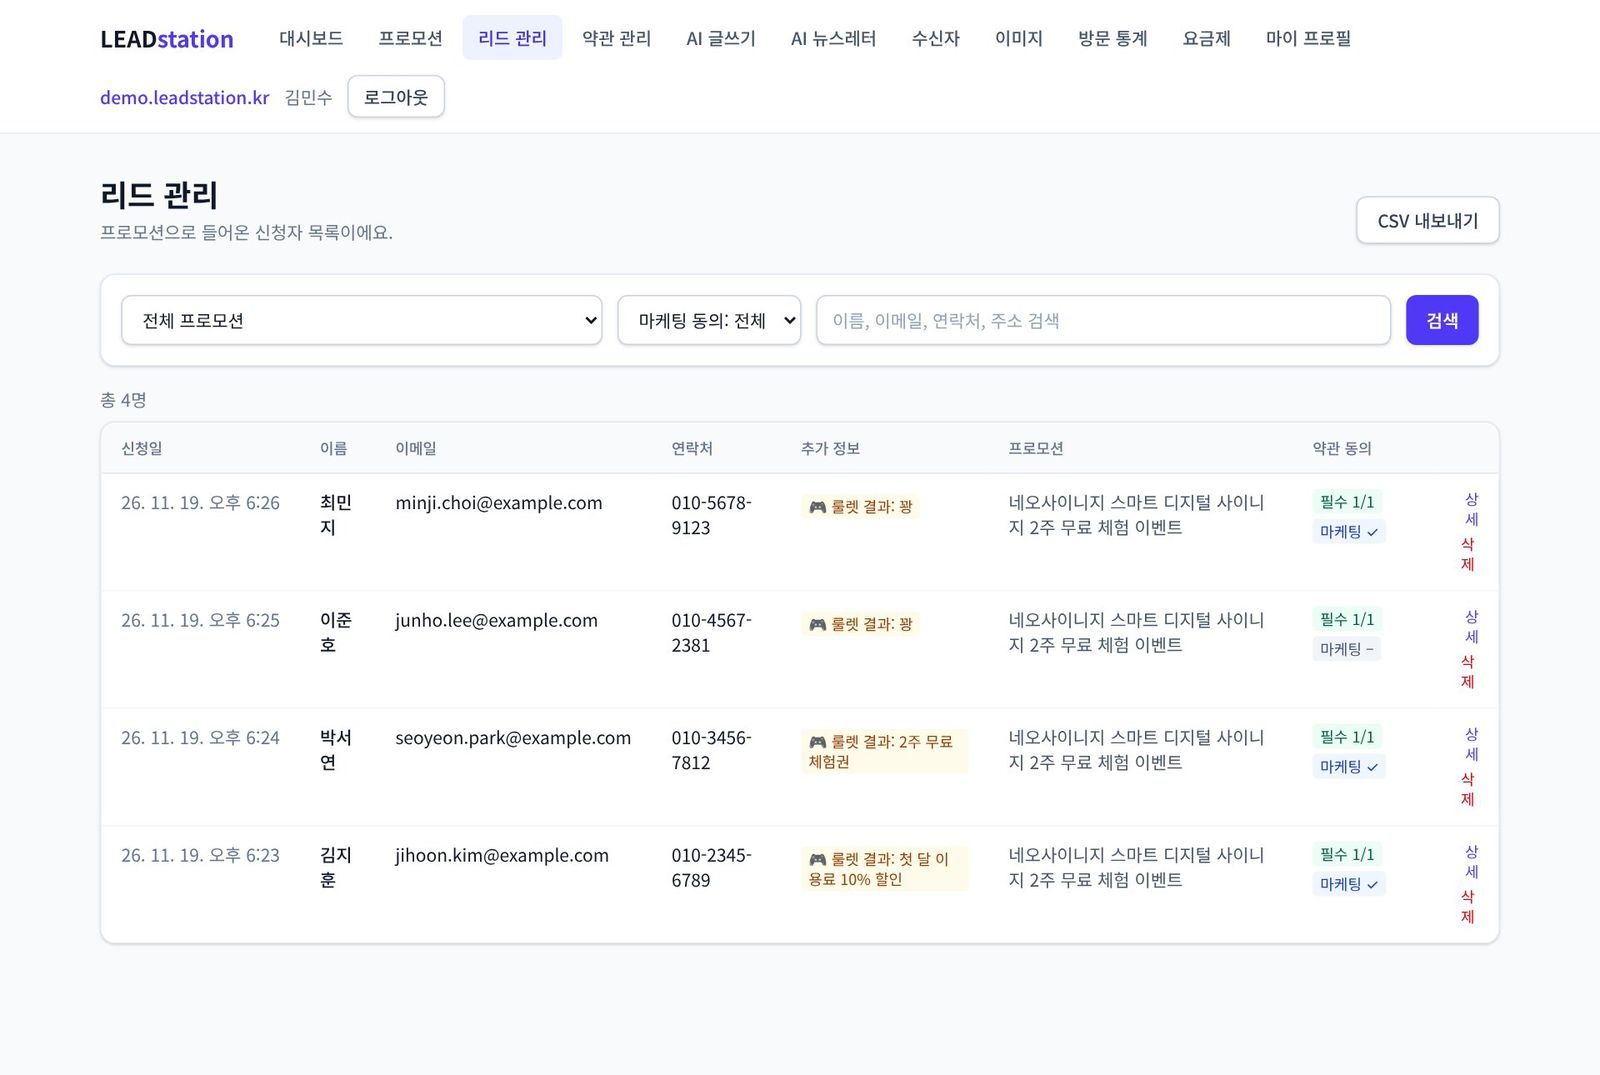 LEADstation 대시보드 프로모션 리드 관리 약관 관리 AI 글쓰기 AI 뉴스레터 수신자 이미지 방문 통계 요금제 마이 프로필
demo.leadstation.kr 김민수 로그아웃
리드 관리
프로모션으로 들어온 신청자 목록이에요.
CSV 내보내기
전체 프로모션 마케팅 동의: 전체 이름, 이메일, 연락처, 주소 검색 검색
총 4명
신청일 이름 이메일 연락처 추가 정보 프로모션 약관 동의
26. 11. 19. 오후 6:26 최민 minji.choi@example.com 010-5678- 🎮 룰렛 결과: 꽝 네오사이니지 스마트 디지털 사이니 필수 1/1 상
지 9123 지 2주 무료 체험 이벤트 마케팅 ✓ 세
삭
제
26. 11. 19. 오후 6:25 이준 junho.lee@example.com 010-4567- 🎮 룰렛 결과: 꽝 네오사이니지 스마트 디지털 사이니 필수 1/1 상
호 2381 지 2주 무료 체험 이벤트 마케팅 – 세
삭
제
26. 11. 19. 오후 6:24 박서 seoyeon.park@example.com 010-3456- 🎮 룰렛 결과: 2주 무료 네오사이니지 스마트 디지털 사이니 필수 1/1 상
연 7812 체험권 지 2주 무료 체험 이벤트 마케팅 ✓ 세
삭
제
26. 11. 19. 오후 6:23 김지 jihoon.kim@example.com 010-2345- 🎮 룰렛 결과: 첫 달 이 네오사이니지 스마트 디지털 사이니 필수 1/1 상
훈 6789 용료 10% 할인 지 2주 무료 체험 이벤트 마케팅 ✓ 세
삭
제